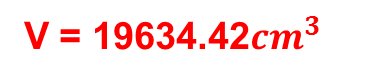 V = 19634.42cm³